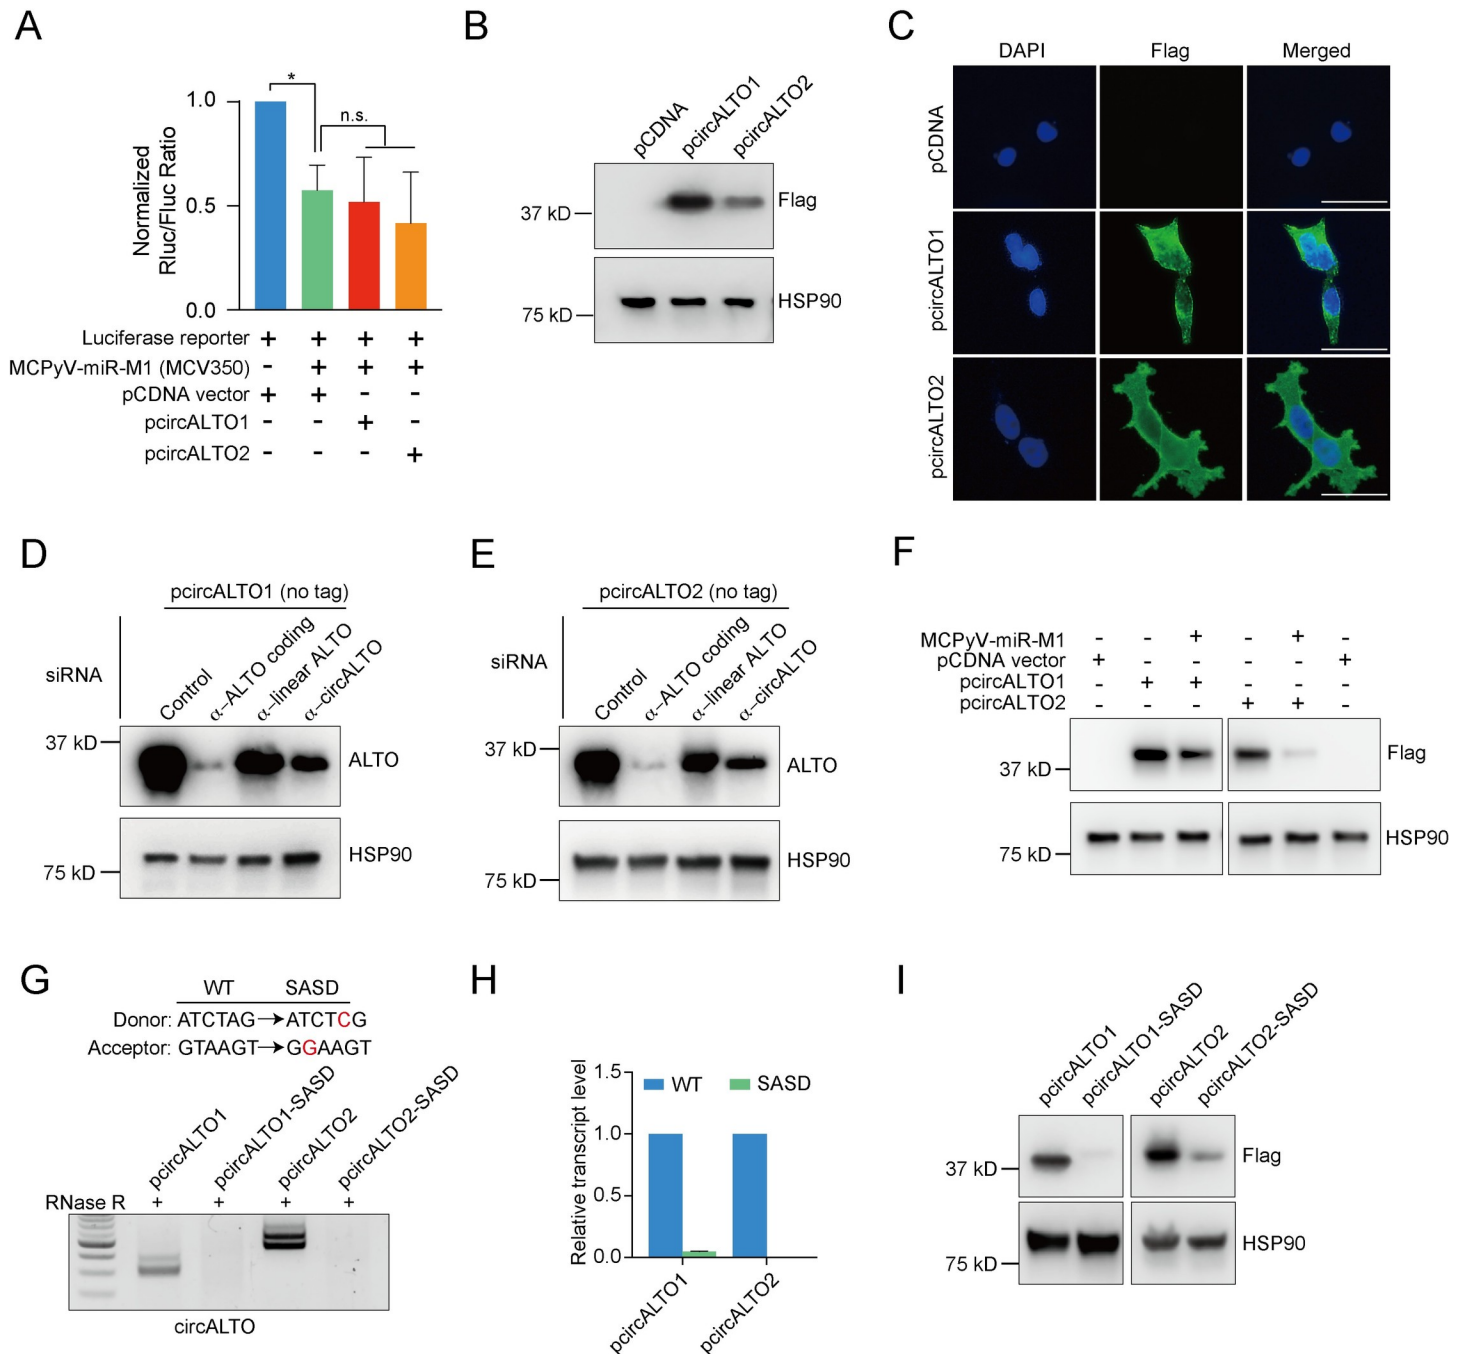 A
*
n.s.
1.0
0.5
0.0
Normalized
Rluc/Fluc Ratio
Luciferase reporter + + + +
MCPyV-miR-M1 (MCV350) - + + +
pCDNA vector + + - -
pcircALTO1 - - + -
pcircALTO2 - - - +
B
pCDNA pcircALTO1 pcircALTO2
37 kD
Flag
75 kD
HSP90
C
DAPI Flag Merged
pCDNA
pcircALTO1
pcircALTO2
D
pcircALTO1 (no tag)
siRNA
Control α-ALTO coding α-linear ALTO α-circALTO
37 kD
ALTO
75 kD
HSP90
E
pcircALTO2 (no tag)
siRNA
Control α-ALTO coding α-linear ALTO α-circALTO
37 kD
ALTO
75 kD
HSP90
F
MCPyV-miR-M1 - - + - + -
pCDNA vector + - - - - +
pcircALTO1 - + + - - -
pcircALTO2 - - - + + -
37 kD
Flag
75 kD
HSP90
G
WT SASD
Donor: ATCTAG→ATCTCG
Acceptor: GTAAGT→GGAAGT
pcircALTO1 pcircALTO1-SASD pcircALTO2 pcircALTO2-SASD
RNase R + + + +
circALTO
H
Relative transcript level
1.5
1.0
0.5
0.0
WT SASD
pcircALTO1 pcircALTO2
I
pcircALTO1 pcircALTO1-SASD pcircALTO2 pcircALTO2-SASD
37 kD
Flag
75 kD
HSP90